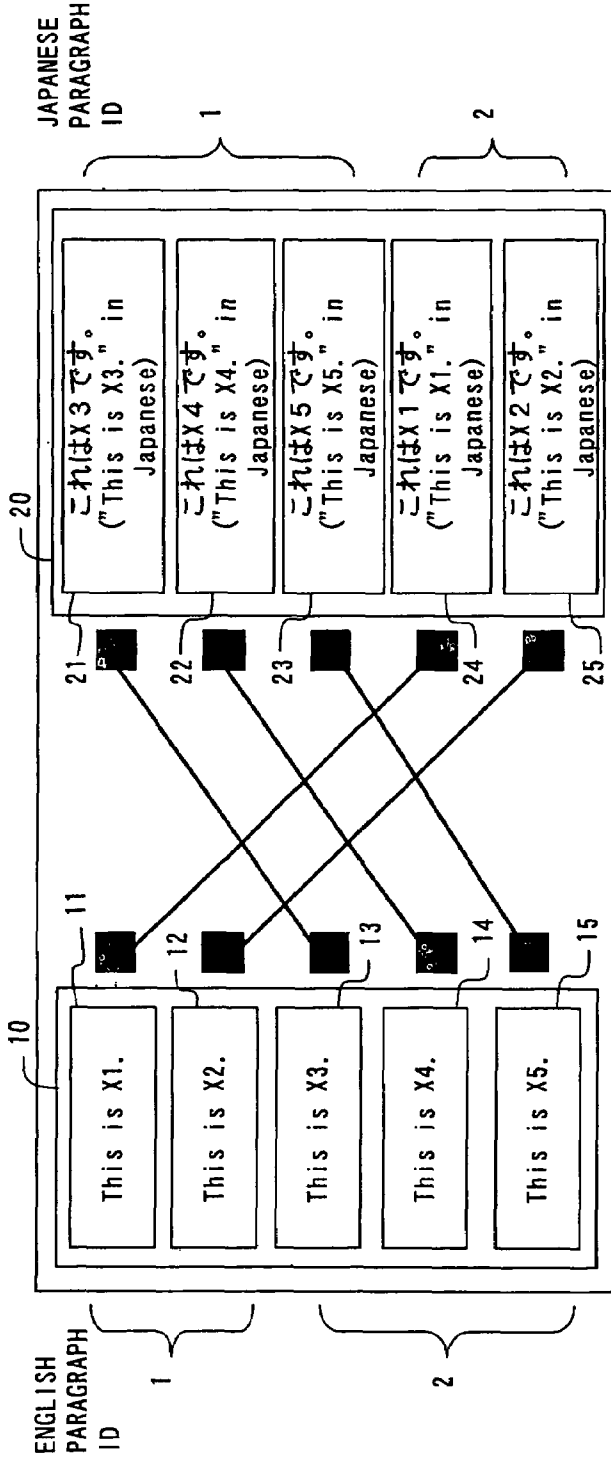 ENGLISH
PARAGRAPH
ID
1
2
10
This is X1.
11
This is X2.
12
This is X3.
13
This is X4.
14
This is X5.
15
20
21
これはX3です。
("This is X3." in
Japanese)
22
これはX4です。
("This is X4." in
Japanese)
23
これはX5です。
("This is X5." in
Japanese)
24
これはX1です。
("This is X1." in
Japanese)
25
これはX2です。
("This is X2." in
Japanese)
JAPANESE
PARAGRAPH
ID
1
2